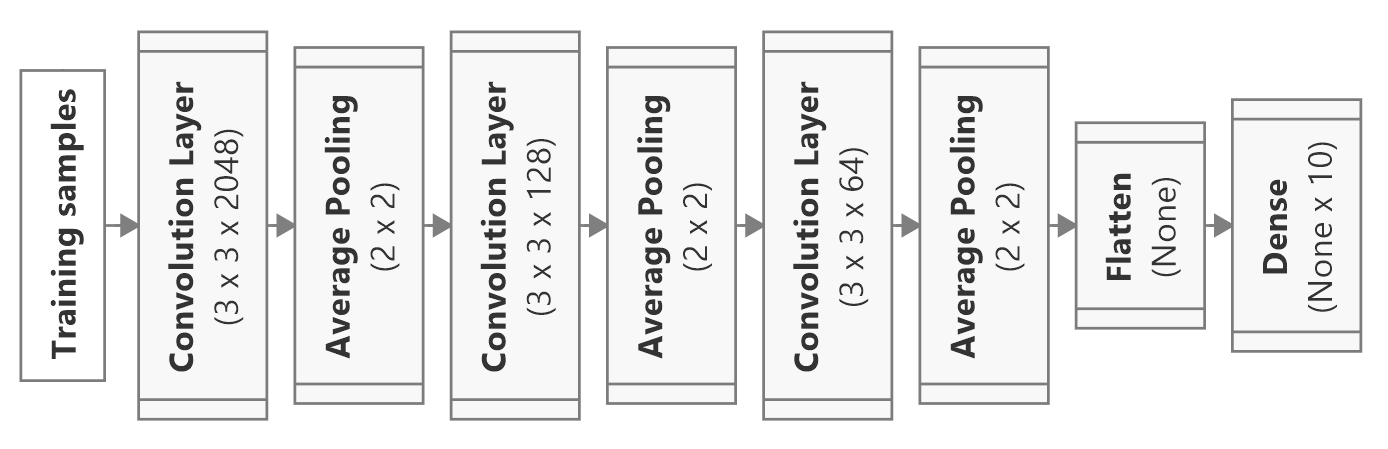 Training samples
Convolution Layer
(3 x 3 x 2048)
Average Pooling
(2 x 2)
Convolution Layer
(3 x 3 x 128)
Average Pooling
(2 x 2)
Convolution Layer
(3 x 3 x 64)
Average Pooling
(2 x 2)
Flatten
(None)
Dense
(None x 10)